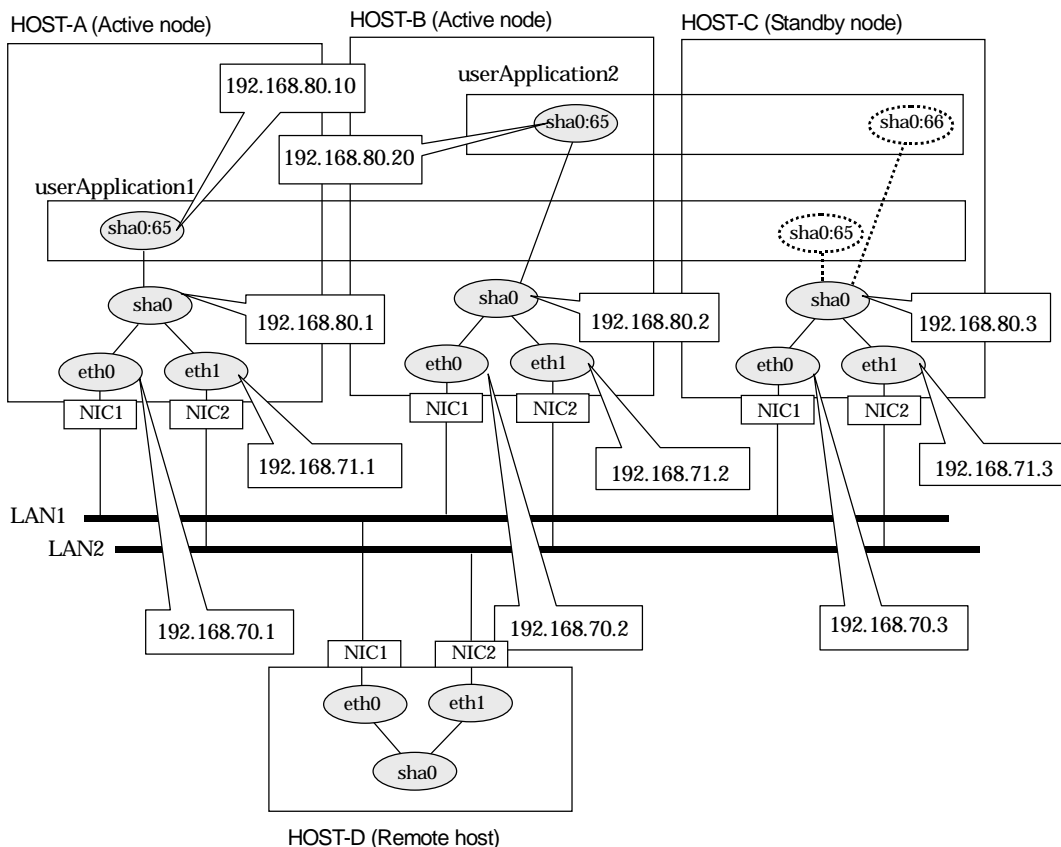 HOST-A (Active node)
HOST-B (Active node)
HOST-C (Standby node)
userApplication2
192.168.80.10
sha0:65
sha0:66
192.168.80.20
userApplication1
sha0:65
sha0:65
sha0
sha0
sha0
192.168.80.1
192.168.80.2
192.168.80.3
eth0
eth1
eth0
eth1
eth0
eth1
NIC1
NIC2
NIC1
NIC2
NIC1
NIC2
192.168.71.1
192.168.71.2
192.168.71.3
LAN1
LAN2
192.168.70.1
192.168.70.2
192.168.70.3
NIC1
NIC2
eth0
eth1
sha0
HOST-D (Remote host)